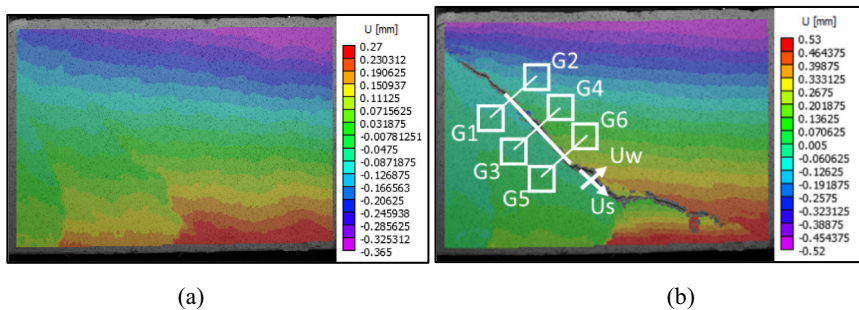 U [mm]
0.27
0.230312
0.190625
0.150937
0.11125
0.0715625
0.031875
-0.00781251
-0.0475
-0.0871875
-0.126875
-0.166563
-0.20625
-0.245938
-0.285625
-0.325312
-0.365
G2
G4
G6
G1
G3
G5
Uw
Us
U [mm]
0.53
0.464375
0.39875
0.333125
0.2675
0.201875
0.13625
0.070625
0.005
-0.060625
-0.12625
-0.191875
-0.2575
-0.323125
-0.38875
-0.454375
-0.52
(a)
(b)